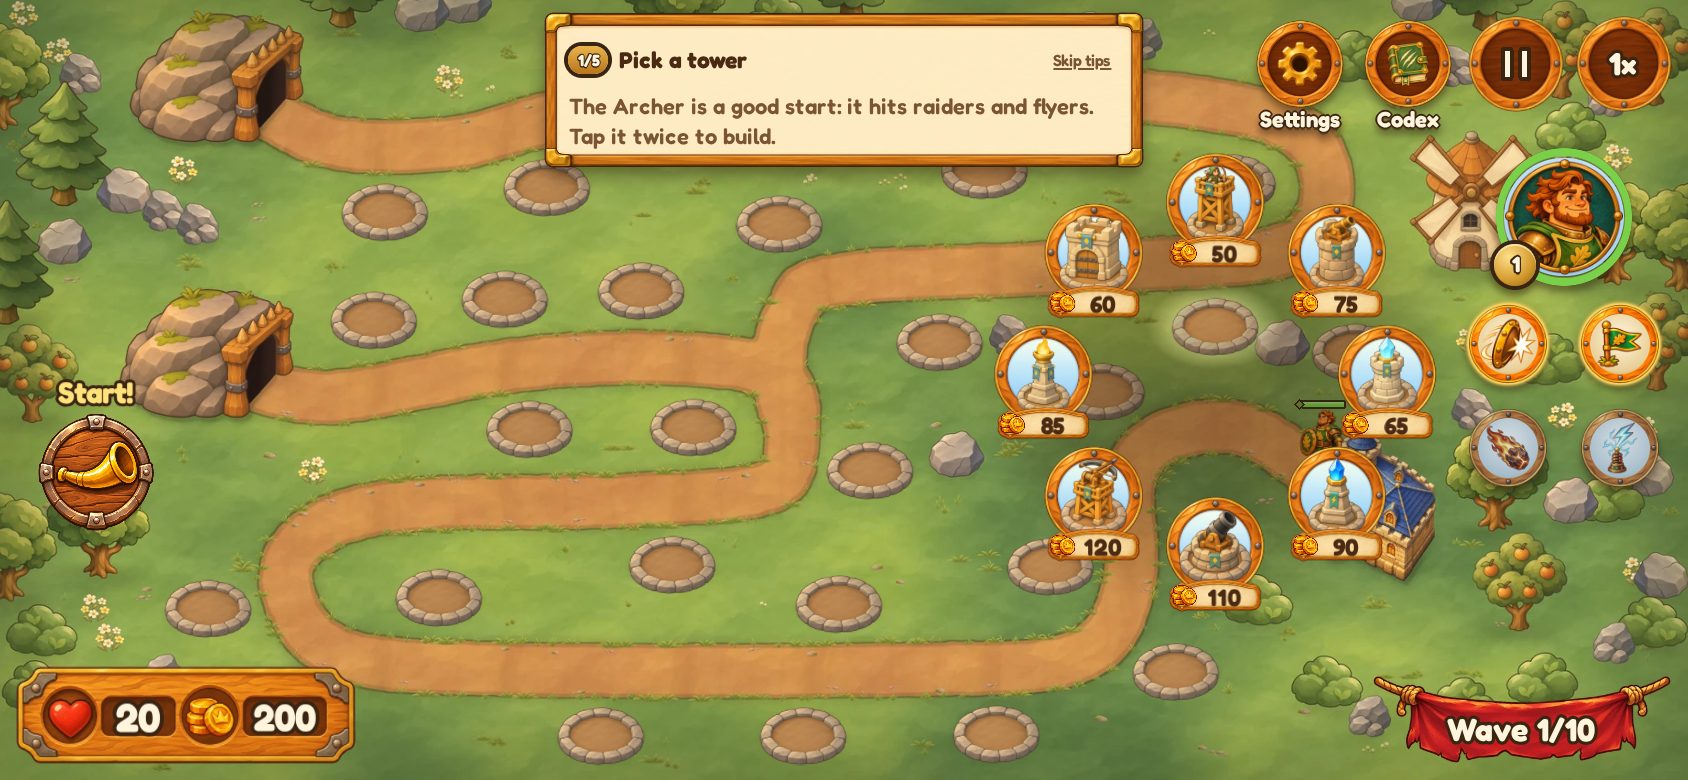 1/5 Pick a tower Skip tips
The Archer is a good start: it hits raiders and flyers.
Tap it twice to build.
1x
Settings Codex
50
60
75
1
85
65
Start!
120
90
110
20 200
Wave 1/10